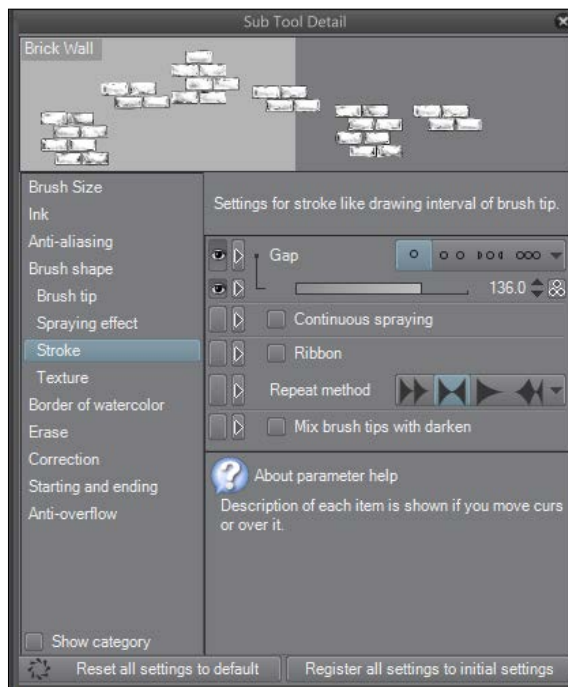 Sub Tool Detail
Brick Wall
Brush Size
Ink
Anti-aliasing
Brush shape
Brush tip
Spraying effect
Stroke
Texture
Border of watercolor
Erase
Correction
Starting and ending
Anti-overflow
Show category
Settings for stroke like drawing interval of brush tip.
Gap
136.0
Continuous spraying
Ribbon
Repeat method
Mix brush tips with darken
About parameter help
Description of each item is shown if you move curs
or over it.
Reset all settings to default
Register all settings to initial settings